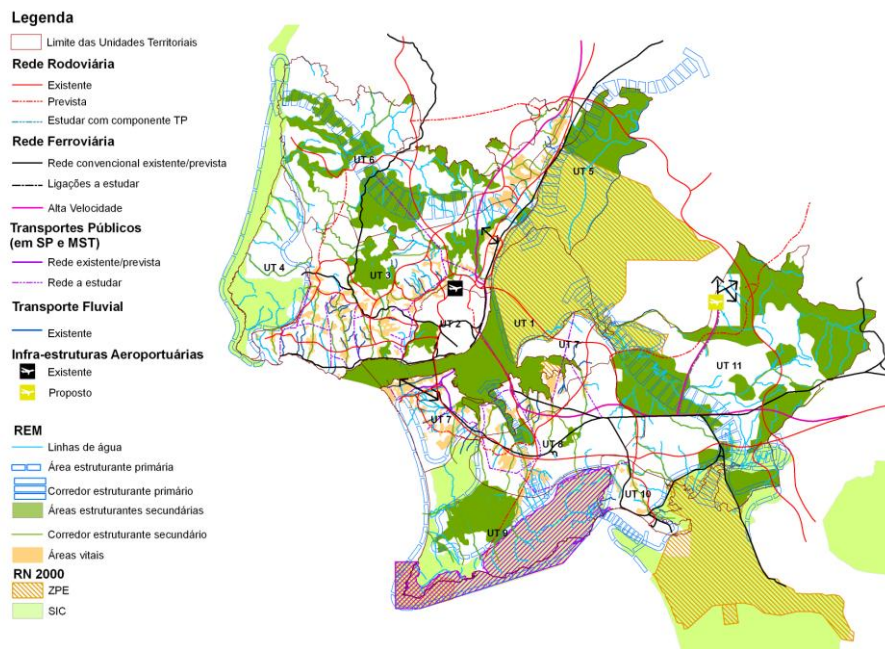 Legenda
Limite das Unidades Territoriais
Rede Rodoviária
Existente
Prevista
Estudar com componente TP
Rede Ferroviária
Rede convencional existente/prevista
Ligações a estudar
Alta Velocidade
Transportes Públicos
(em SP e MST)
Rede existente/prevista
Rede a estudar
Transporte Fluvial
Existente
Infra-estruturas Aeroportuárias
Existente
Proposto
REM
Linhas de água
Área estruturante primária
Corredor estruturante primário
Áreas estruturantes secundárias
Corredor estruturante secundário
Áreas vitais
RN 2000
ZPE
SIC
UT 6
UT 5
UT 4
UT 3
UT 2
UT 1
UT 7
UT 11
UT 7
UT 8
UT 10
UT 9